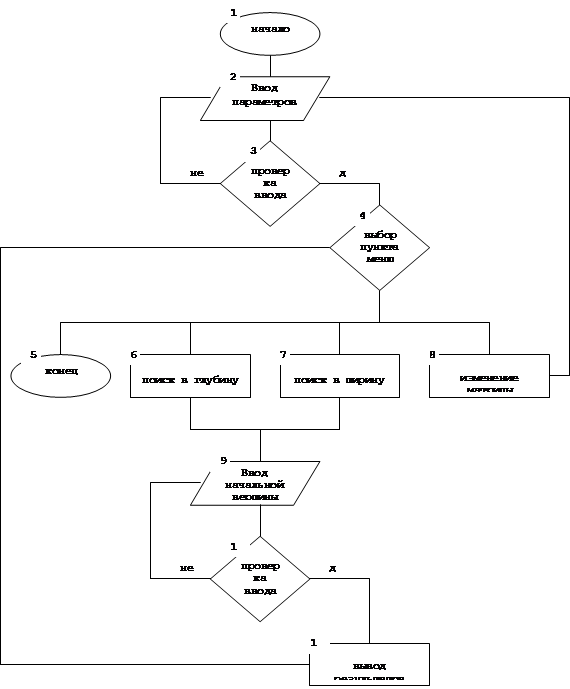 1
начало
2
Ввод
параметров
3
провер
ка
ввода
не
д
4
выбор
пункта
меню
5
конец
6
поиск в глубину
7
поиск в ширину
8
изменение
матрицы
9
Ввод
начальной
вершины
1
провер
ка
ввода
не
д
1
вывод